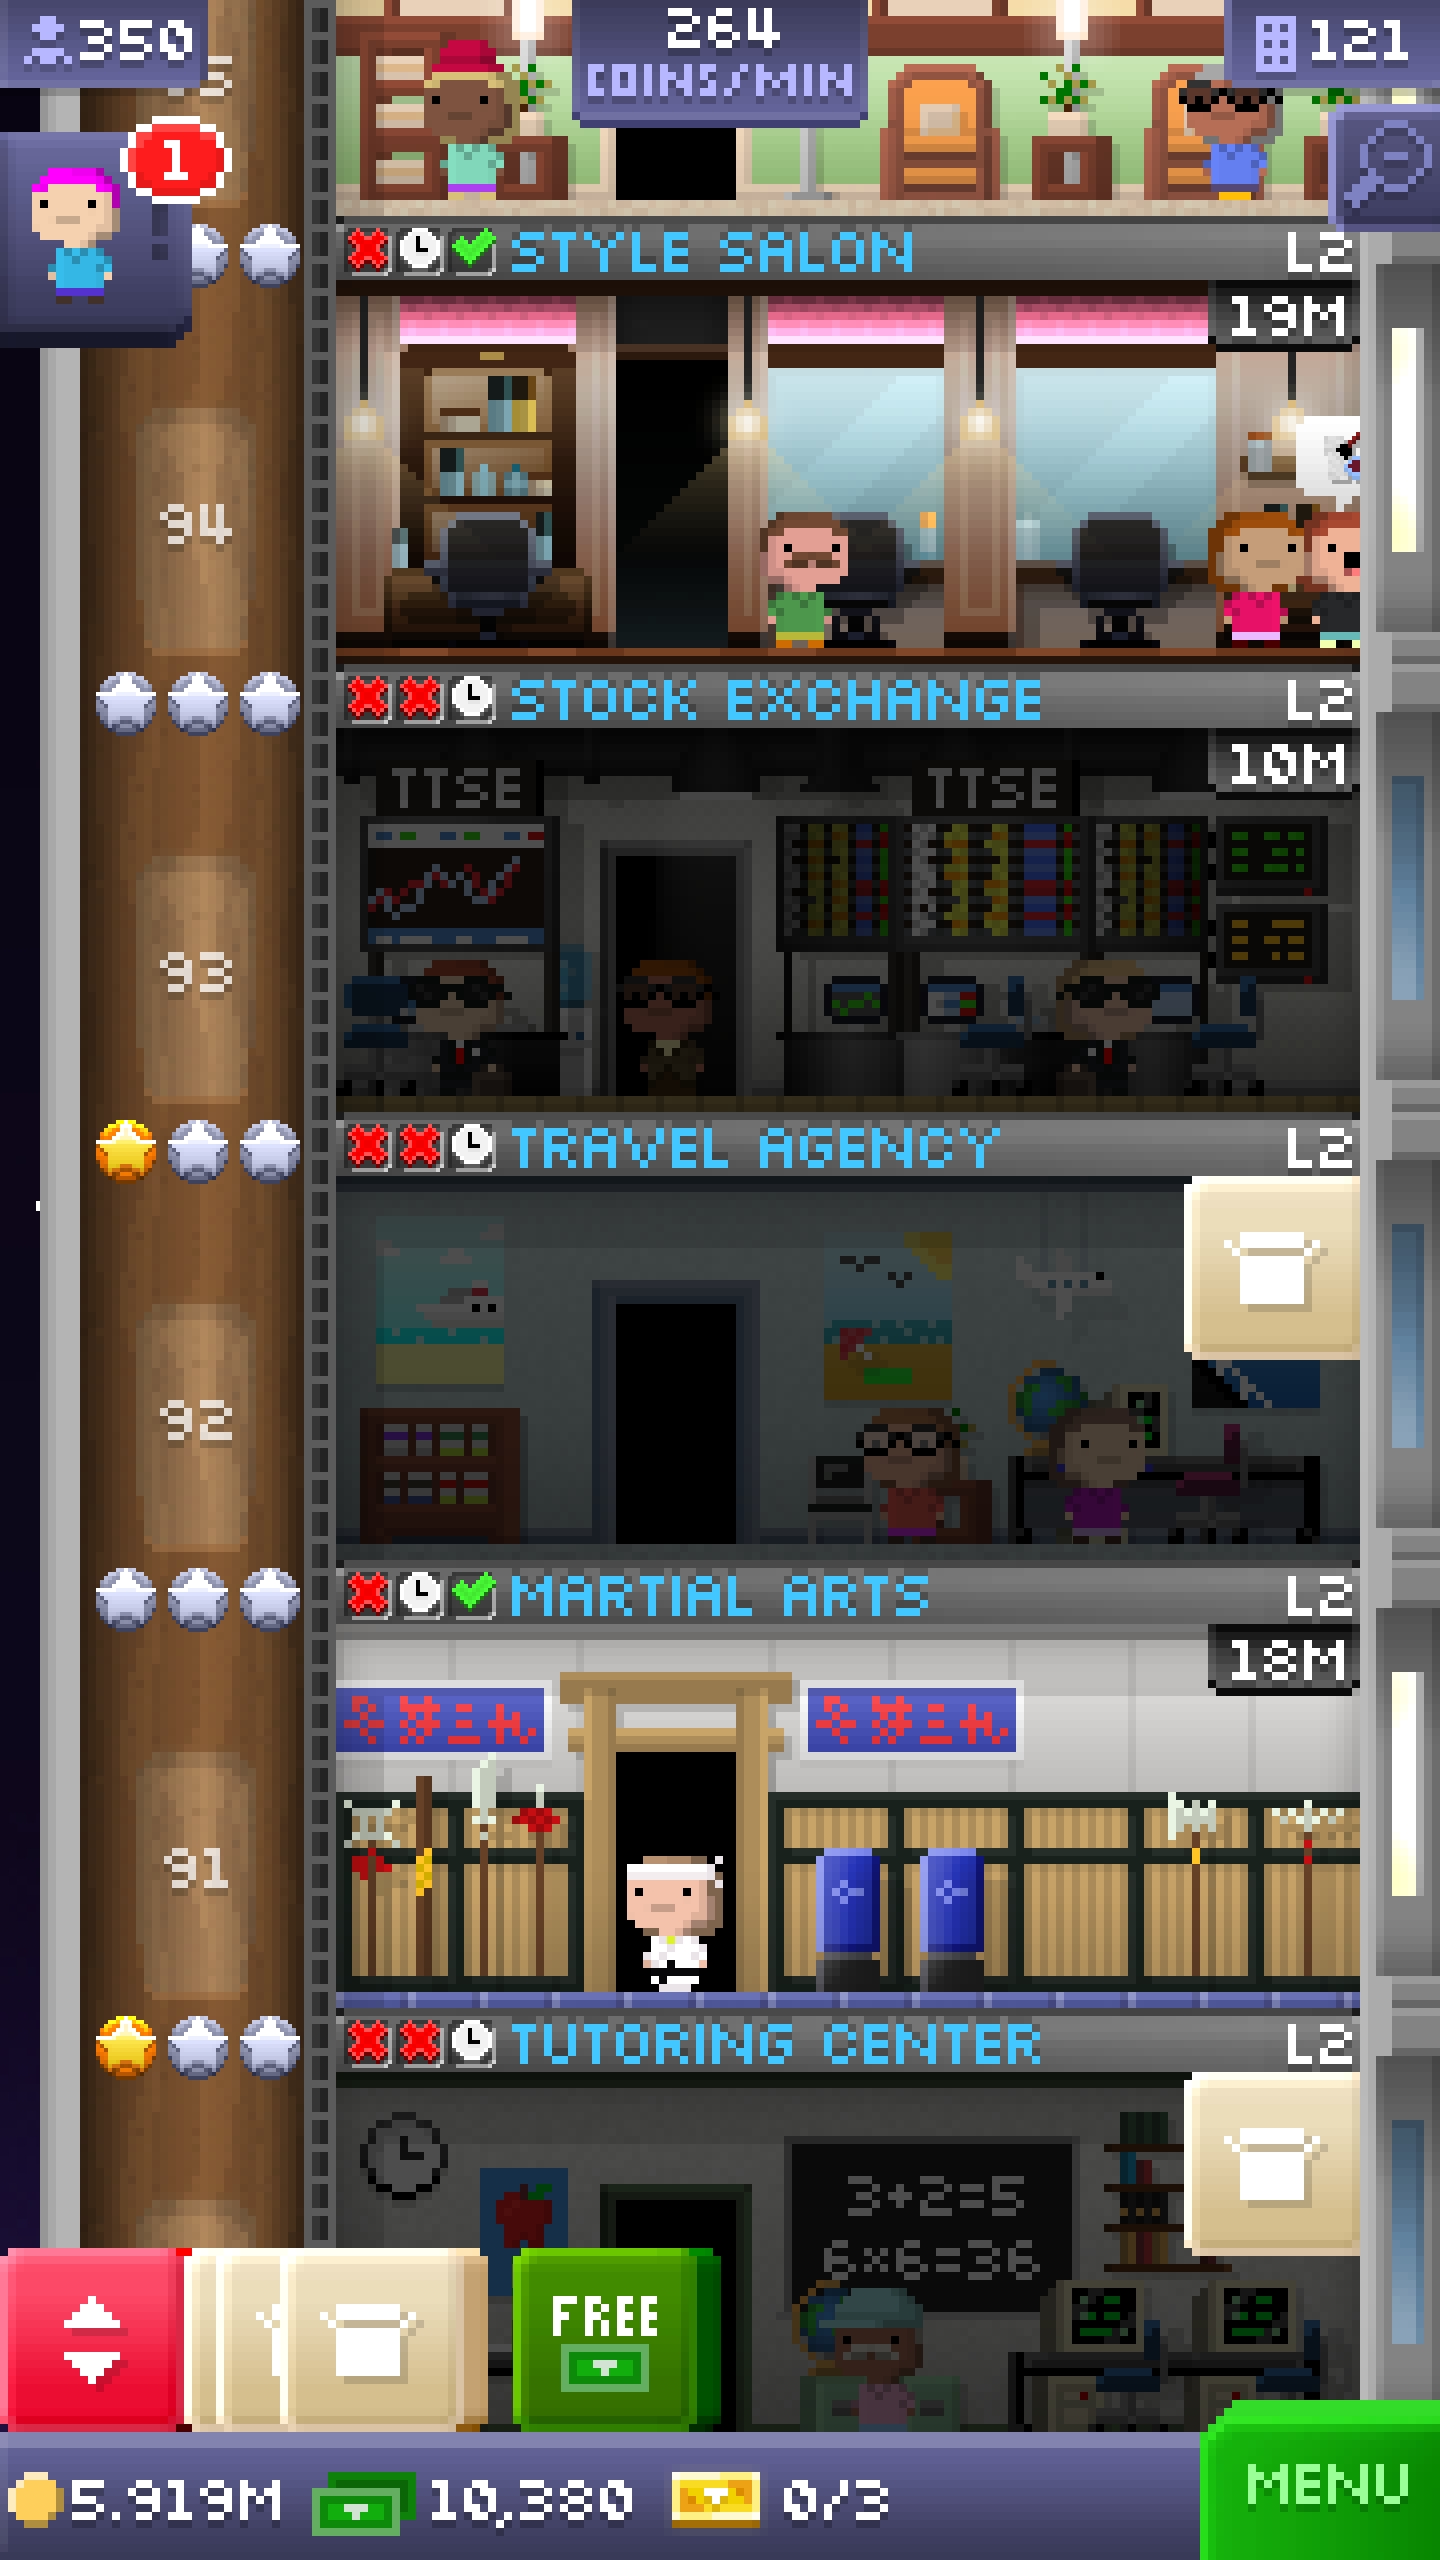 350
264
COINS/MIN
121
1
STYLE SALON
L2
19M
94
STOCK EXCHANGE
L2
10M
TTSE
TTSE
93
TRAVEL AGENCY
L2
92
MARTIAL ARTS
L2
18M
91
TUTORING CENTER
L2
3+2=5
6×6=36
FREE
5.919M
10,380
0/3
MENU